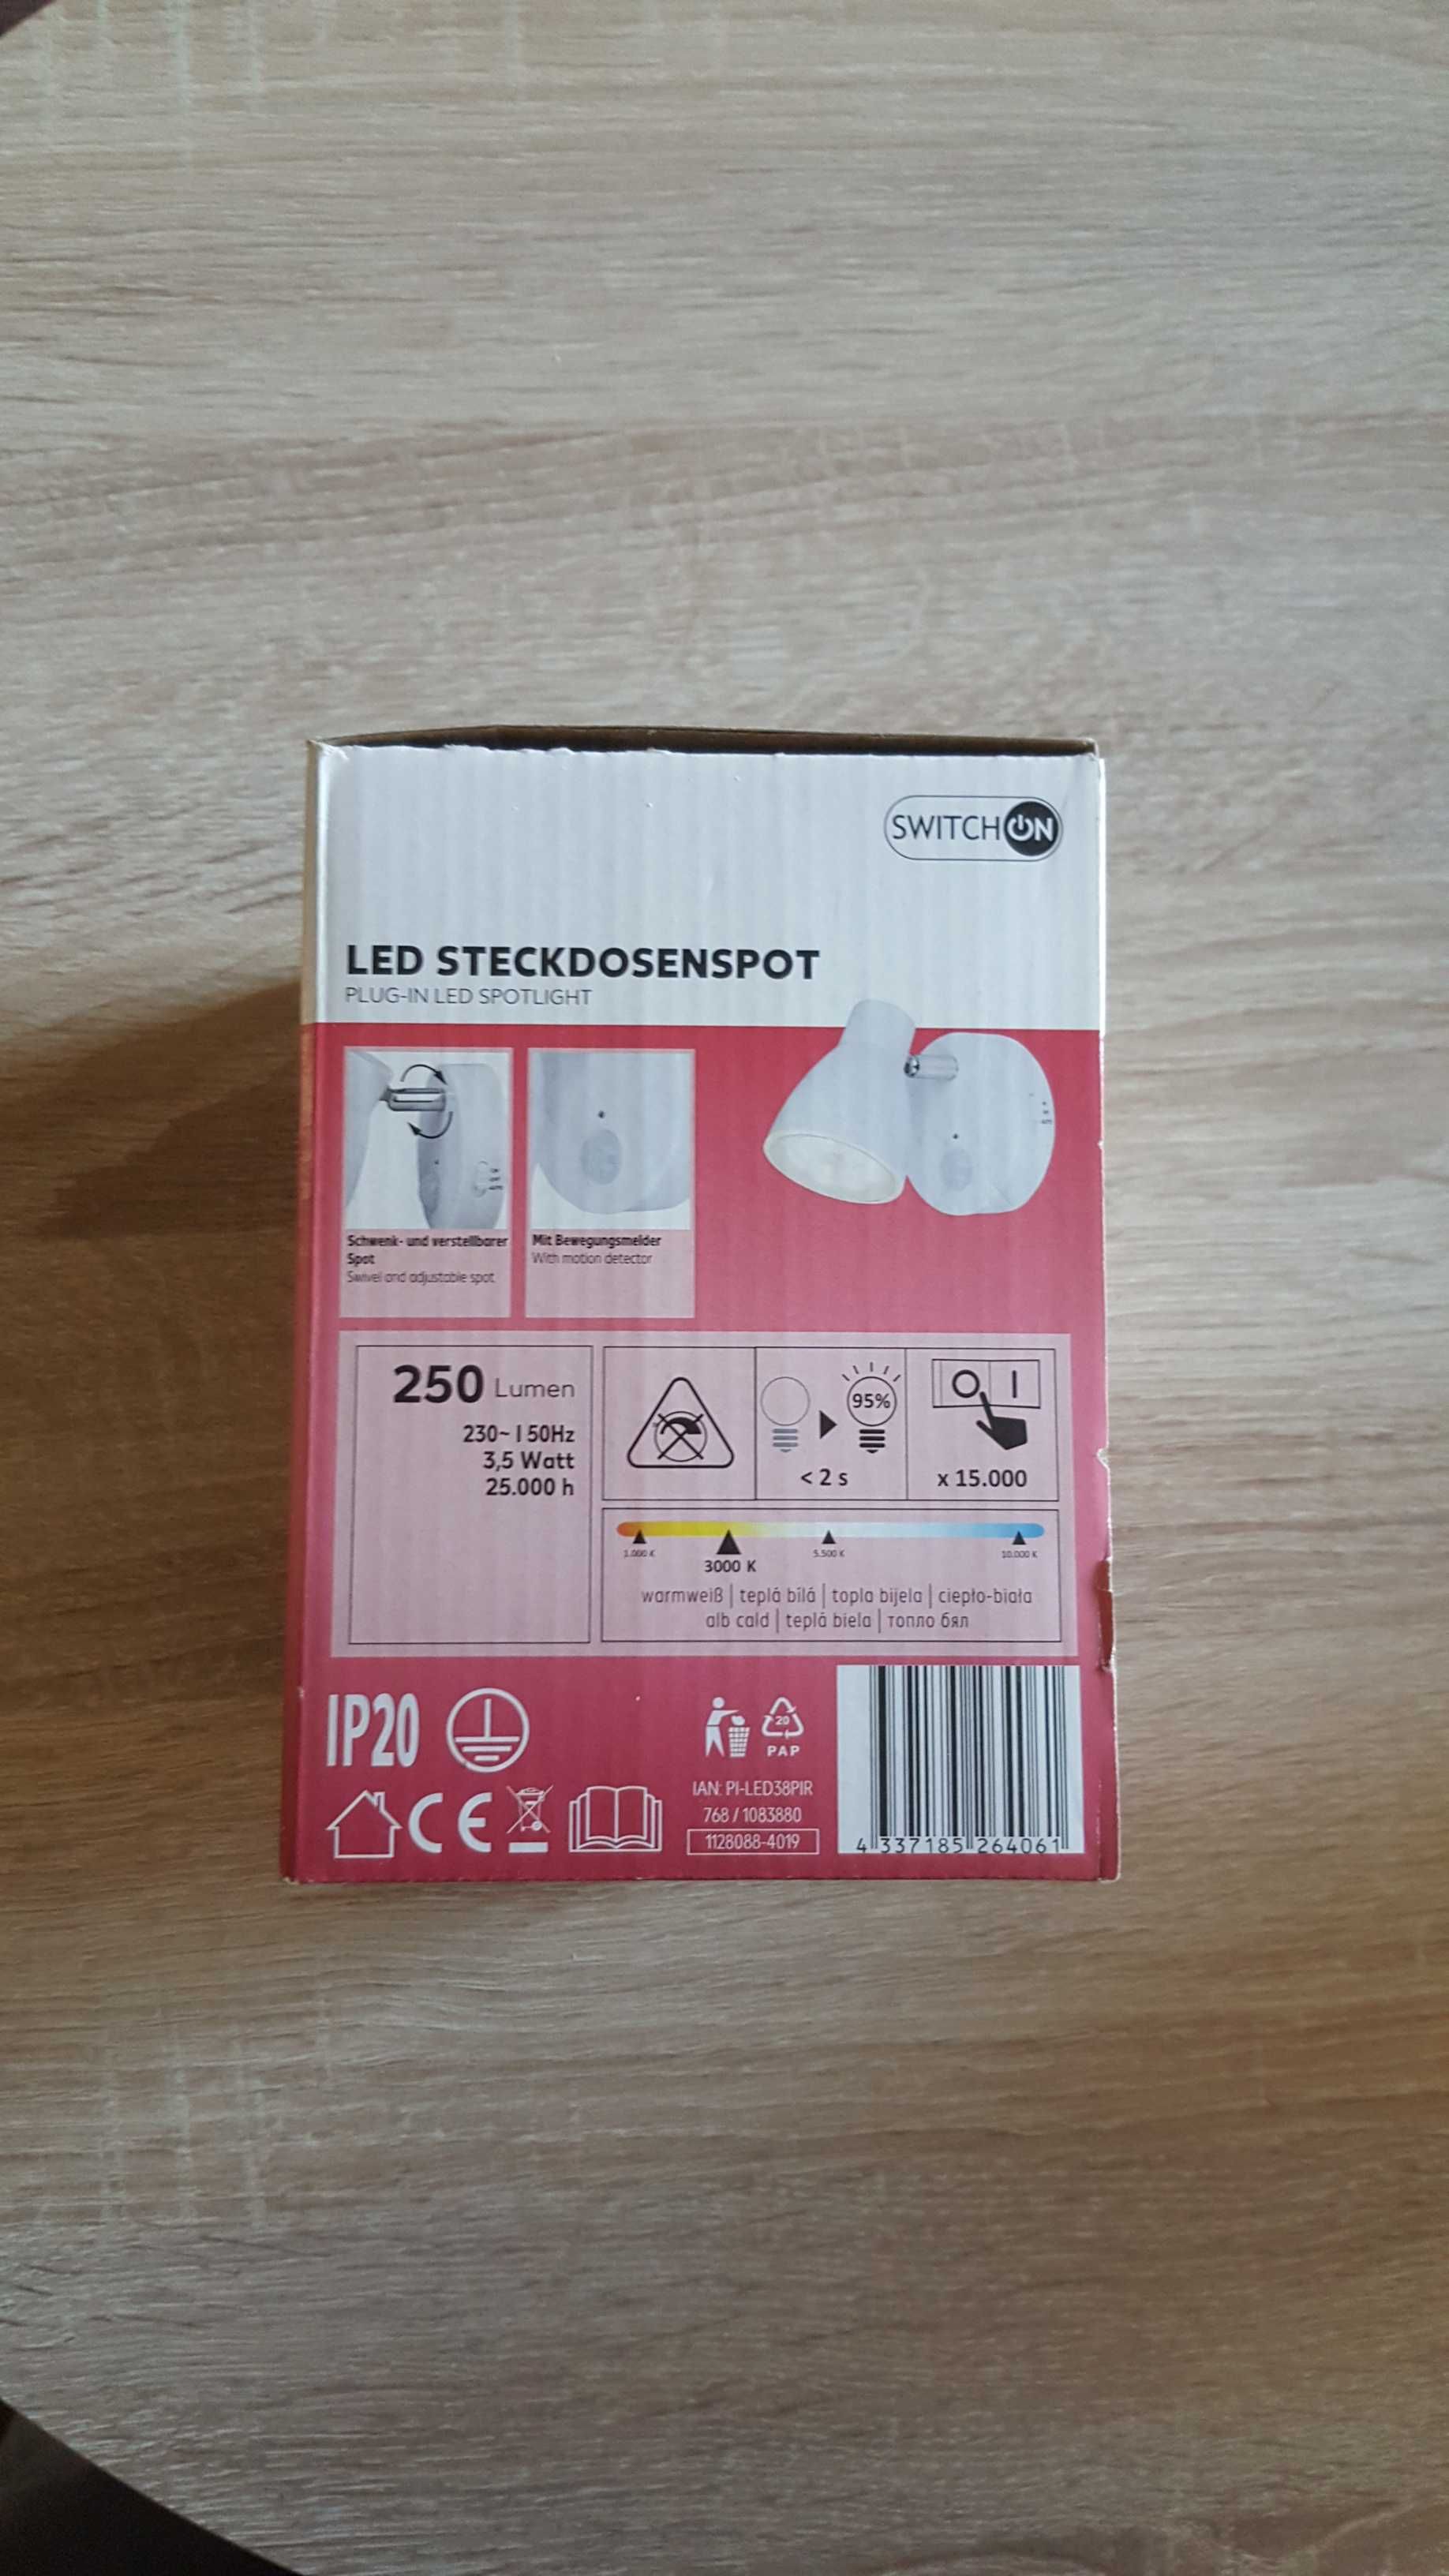 SWITCHON
LED STECKDOSENSPOT
PLUG-IN LED SPOTLIGHT
Schwenk- und verstellbarer
Spot
Swivel and adjustable spot
Mit Bewegungsmelder
With motion detector
250 Lumen
230~ | 50Hz
3,5 Watt
25.000 h
95%
< 2 s
O I
x 15.000
1.000 K
3000 K
5.500 K
10.000 K
warmweiß | teplá bílá | topla bijela | ciepło-biała
alb cald | teplá biela | топло бял
IP20
CE
20
PAP
IAN: PI-LED38PIR
768 / 1083880
1128088-4019
4 337185 264061